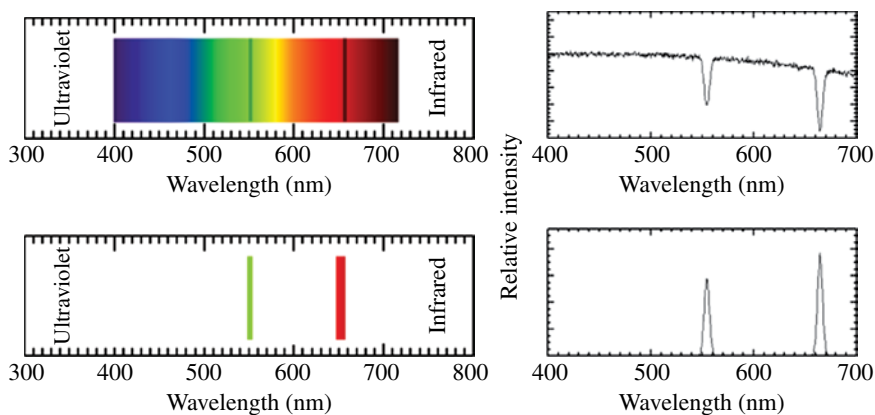 Ultraviolet
Infrared
300 400 500 600 700 800
Wavelength (nm)
400 500 600 700
Wavelength (nm)
Relative intensity
Ultraviolet
Infrared
300 400 500 600 700 800
Wavelength (nm)
400 500 600 700
Wavelength (nm)